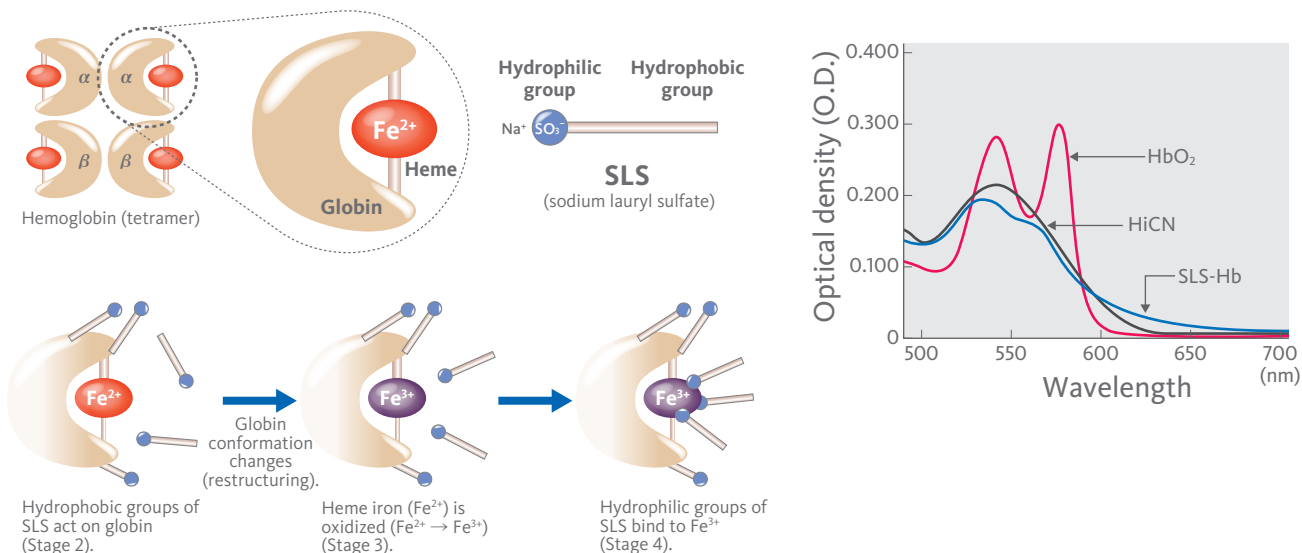 α α
β β
Hemoglobin (tetramer)
Fe²⁺
Heme
Globin
Hydrophilic
group
Hydrophobic
group
Na⁺ SO₃⁻
SLS
(sodium lauryl sulfate)
Fe²⁺
Hydrophobic groups of
SLS act on globin
(Stage 2).
Globin
conformation
changes
(restructuring).
Fe³⁺
Heme iron (Fe²⁺) is
oxidized (Fe²⁺ → Fe³⁺)
(Stage 3).
Fe³⁺
Hydrophilic groups of
SLS bind to Fe³⁺
(Stage 4).
Optical density (O.D.)
0.400
0.300
0.200
0.100
0
HbO₂
HiCN
SLS-Hb
500 550 600 650 700
(nm)
Wavelength